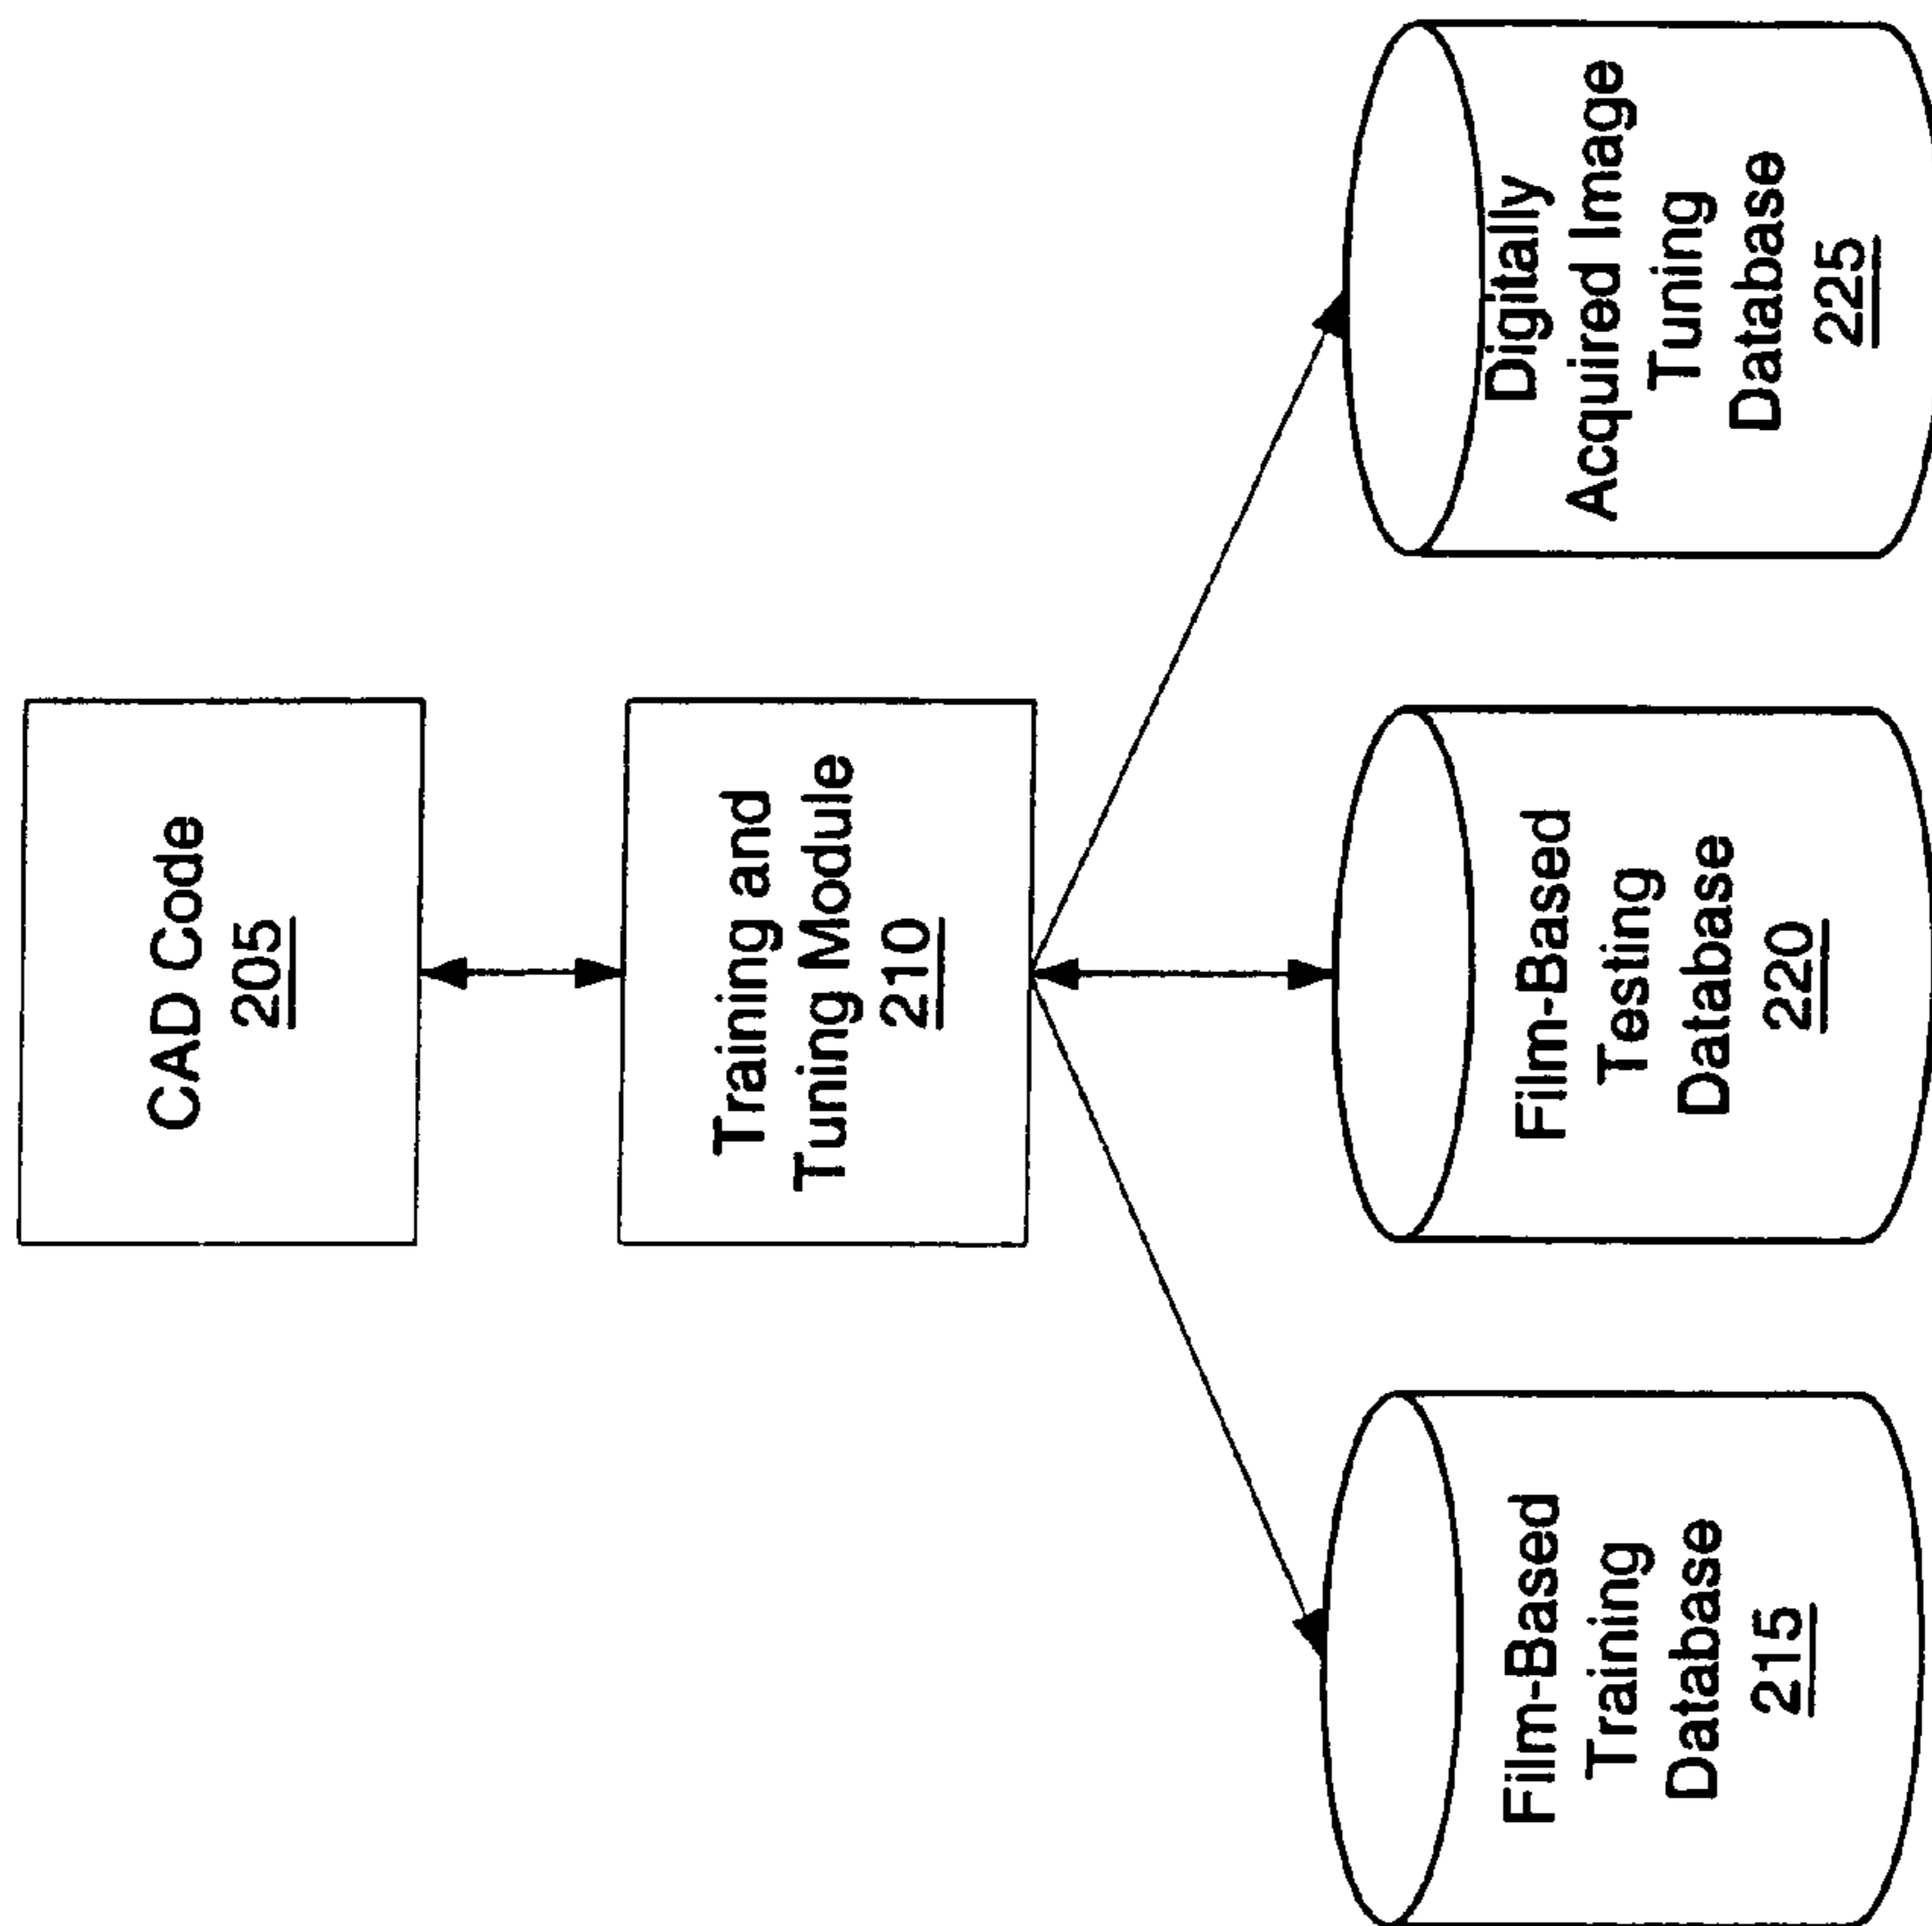 CAD Code
205
Training and
Tuning Module
210
Film-Based
Training
Database
215
Film-Based
Testing
Database
220
Digitally
Acquired Image
Tuning
Database
225